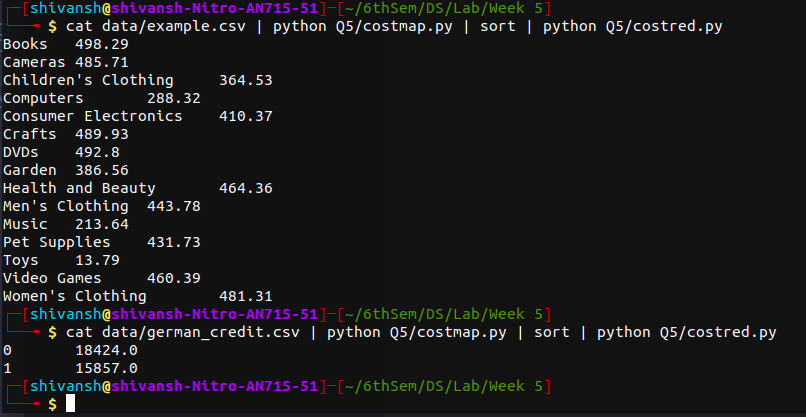 ┌─[shivansh@shivansh-Nitro-AN715-51]─[~/6thSem/DS/Lab/Week 5]
└──╼ $ cat data/example.csv | python Q5/costmap.py | sort | python Q5/costred.py
Books	498.29
Cameras	485.71
Children's Clothing	364.53
Computers	288.32
Consumer Electronics	410.37
Crafts	489.93
DVDs	492.8
Garden	386.56
Health and Beauty	464.36
Men's Clothing	443.78
Music	213.64
Pet Supplies	431.73
Toys	13.79
Video Games	460.39
Women's Clothing	481.31
┌─[shivansh@shivansh-Nitro-AN715-51]─[~/6thSem/DS/Lab/Week 5]
└──╼ $ cat data/german_credit.csv | python Q5/costmap.py | sort | python Q5/costred.py
0	18424.0
1	15857.0
┌─[shivansh@shivansh-Nitro-AN715-51]─[~/6thSem/DS/Lab/Week 5]
└──╼ $